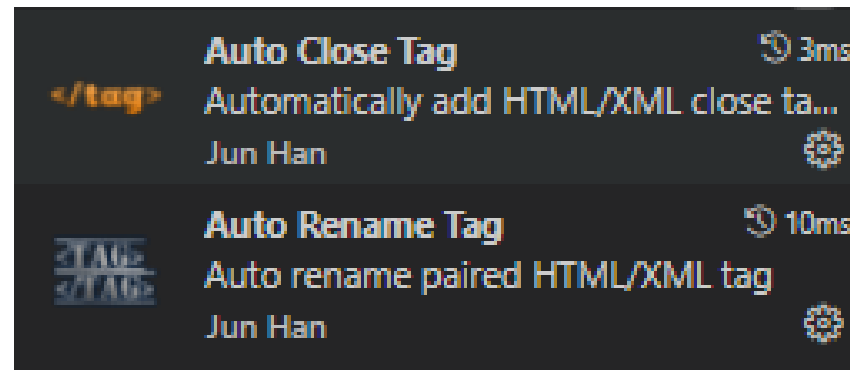 </tag>
Auto Close Tag
3ms
Automatically add HTML/XML close ta...
Jun Han
<TAG>
</TAG>
Auto Rename Tag
10ms
Auto rename paired HTML/XML tag
Jun Han